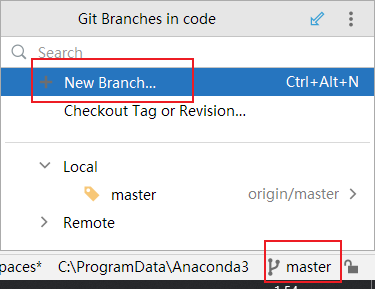 Git Branches in code
Search
New Branch... Ctrl+Alt+N
Checkout Tag or Revision...
Local
master origin/master
Remote
paces* C:\ProgramData\Anaconda3 master